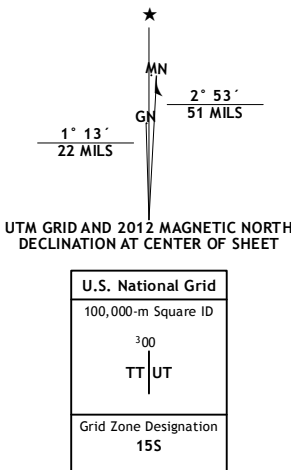 ★
MN
GN
2° 53´
51 MILS
1° 13´
22 MILS
UTM GRID AND 2012 MAGNETIC NORTH
DECLINATION AT CENTER OF SHEET
U.S. National Grid
100,000-m Square ID
³00
TT UT
Grid Zone Designation
15S